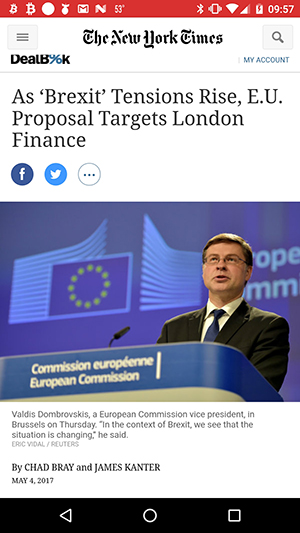 53° 09:57
The New York Times
DealB%k
MY ACCOUNT
As ‘Brexit’ Tensions Rise, E.U.
Proposal Targets London
Finance
urope
mmission
Commission européenne
European Commission
Valdis Dombrovskis, a European Commission vice president, in
Brussels on Thursday. “In the context of Brexit, we see that the
situation is changing,” he said.
ERIC VIDAL / REUTERS
By CHAD BRAY and JAMES KANTER
MAY 4, 2017